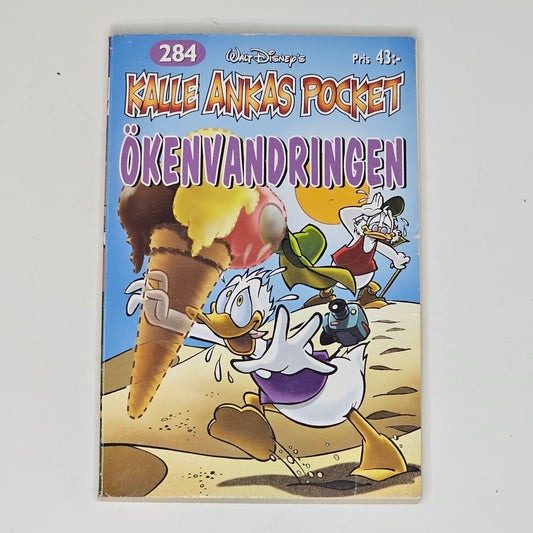 284 Walt Disney's Pris 43:-
KALLE ANKAS POCKET
ÖKENVANDRINGEN